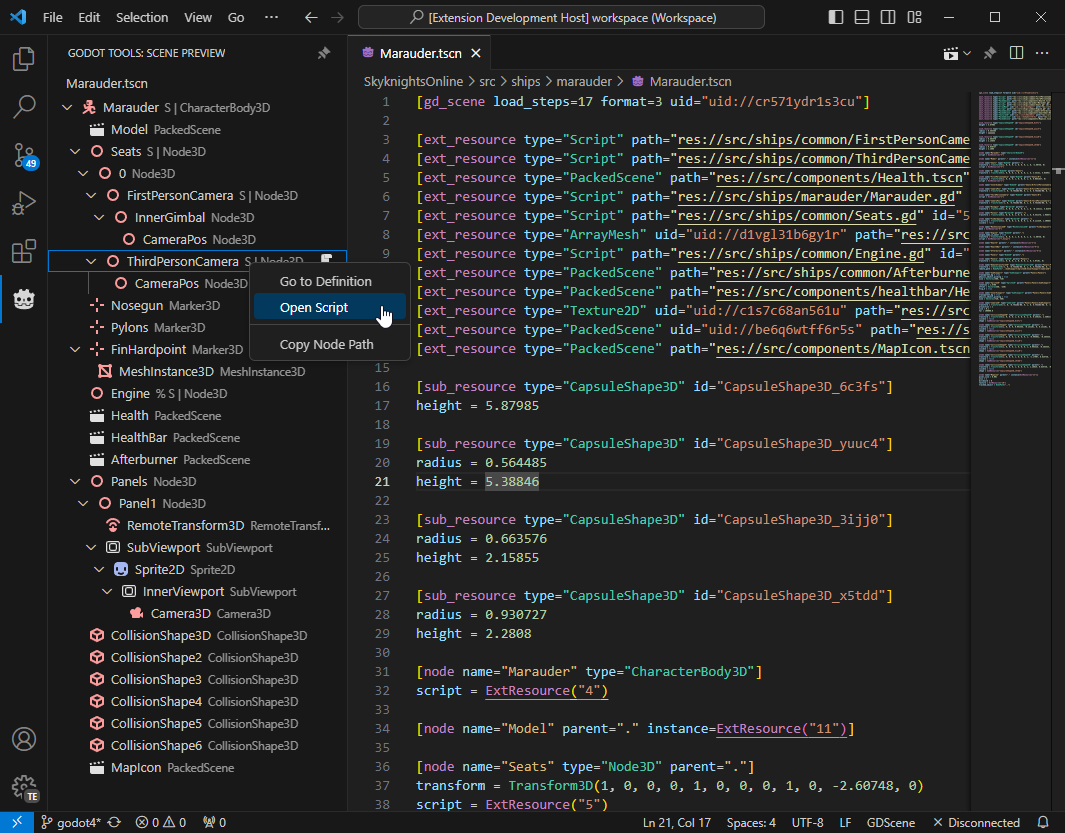 File Edit Selection View Go ··· [Extension Development Host] workspace (Workspace)
GODOT TOOLS: SCENE PREVIEW
Marauder.tscn
Marauder S | CharacterBody3D
Model PackedScene
Seats S | Node3D
0 Node3D
FirstPersonCamera S | Node3D
InnerGimbal Node3D
CameraPos Node3D
ThirdPersonCamera S | Node3D
CameraPos Node3D
Nosegun Marker3D
Pylons Marker3D
FinHardpoint Marker3D
MeshInstance3D MeshInstance3D
Engine % S | Node3D
Health PackedScene
HealthBar PackedScene
Afterburner PackedScene
Panels Node3D
Panel1 Node3D
RemoteTransform3D RemoteTransf...
SubViewport SubViewport
Sprite2D Sprite2D
InnerViewport SubViewport
Camera3D Camera3D
CollisionShape3D CollisionShape3D
CollisionShape2 CollisionShape3D
CollisionShape3 CollisionShape3D
CollisionShape4 CollisionShape3D
CollisionShape5 CollisionShape3D
CollisionShape6 CollisionShape3D
MapIcon PackedScene
49
TE
Go to Definition
Open Script
Copy Node Path
Marauder.tscn
SkyknightsOnline > src > ships > marauder > Marauder.tscn
1 [gd_scene load_steps=17 format=3 uid="uid://cr571ydr1s3cu"]
2
3 [ext_resource type="Script" path="res://src/ships/common/FirstPersonCame
4 [ext_resource type="Script" path="res://src/ships/common/ThirdPersonCame
5 [ext_resource type="PackedScene" path="res://src/ships/common/Health.tscn"
6 [ext_resource type="Script" path="res://src/ships/marauder/Marauder.gd"
7 [ext_resource type="Script" path="res://src/ships/common/Seats.gd" id="5
8 [ext_resource type="ArrayMesh" uid="uid://d1vgl31b6gy1r" path="res://src
9 [ext_resource type="Script" path="res://src/ships/common/Engine.gd" id="
[ext_resource type="PackedScene" path="res://src/ships/common/Afterburne
[ext_resource type="PackedScene" path="res://src/components/healthbar/He
[ext_resource type="Texture2D" uid="uid://c1s7c68an561u" path="res://src
[ext_resource type="PackedScene" uid="uid://be6q6wtff6r5s" path="res://s
[ext_resource type="PackedScene" path="res://src/components/MapIcon.tscn
15
16 [sub_resource type="CapsuleShape3D" id="CapsuleShape3D_6c3fs"]
17 height = 5.87985
18
19 [sub_resource type="CapsuleShape3D" id="CapsuleShape3D_yuuc4"]
20 radius = 0.564485
21 height = 5.38846
22
23 [sub_resource type="CapsuleShape3D" id="CapsuleShape3D_3ijj0"]
24 radius = 0.663576
25 height = 2.15855
26
27 [sub_resource type="CapsuleShape3D" id="CapsuleShape3D_x5tdd"]
28 radius = 0.930727
29 height = 2.2808
30
31 [node name="Marauder" type="CharacterBody3D"]
32 script = ExtResource("4")
33
34 [node name="Model" parent="." instance=ExtResource("11")]
35
36 [node name="Seats" type="Node3D" parent="."]
37 transform = Transform3D(1, 0, 0, 0, 1, 0, 0, 0, 1, 0, -2.60748, 0)
38 script = ExtResource("5")
godot4* 0 0 0 Ln 21, Col 17 Spaces: 4 UTF-8 LF GDScene Disconnected